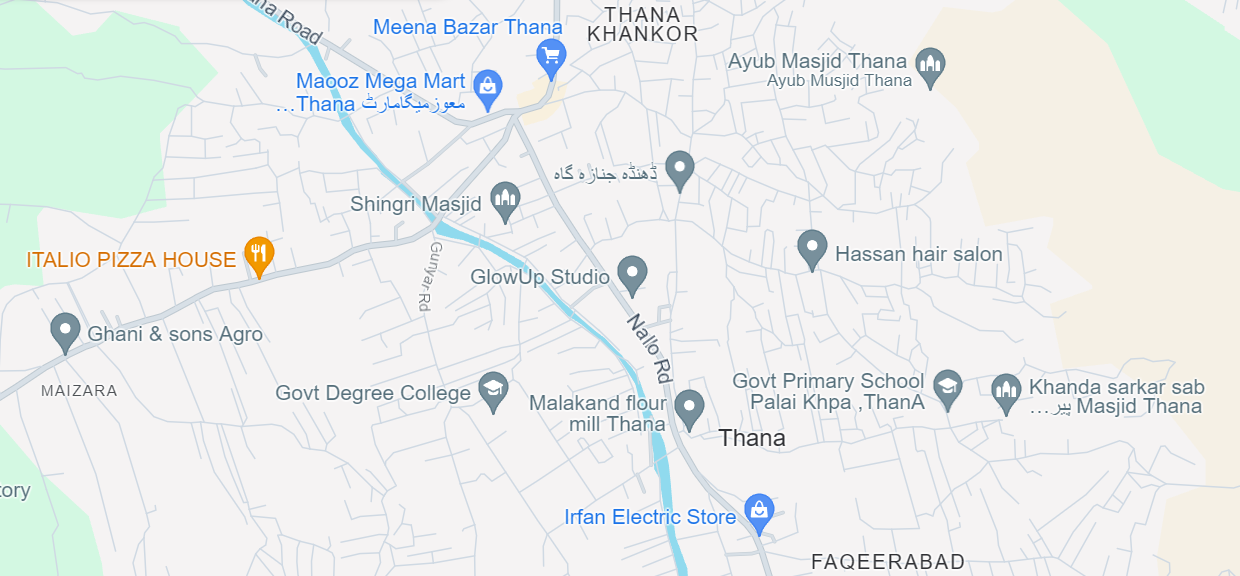 THANA
KHANKOR
Meena Bazar Thana
Road
Ayub Masjid Thana
Ayub Musjid Thana
Maooz Mega Mart
معوزمیگامارٹ Thana...
ڈھنڈہ جنازہ گاہ
Shingri Masjid
Hassan hair salon
ITALIO PIZZA HOUSE
Gunyar Rd
GlowUp Studio
Nallo Rd
Ghani & sons Agro
MAIZARA
Govt Degree College
Govt Primary School
Palai Khpa ,ThanA
Khanda sarkar sab
Masjid Thana پیر...
Malakand flour
mill Thana
Thana
tory
Irfan Electric Store
FAQEERABAD